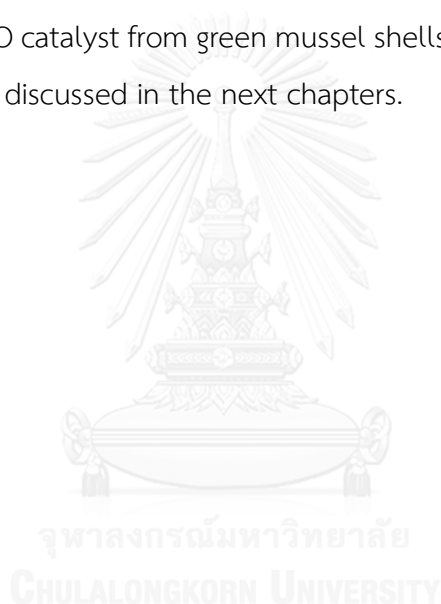 O catalyst from green mussel shells
discussed in the next chapters.
จุฬาลงกรณ์มหาวิทยาลัย
CHULALONGKORN UNIVERSITY